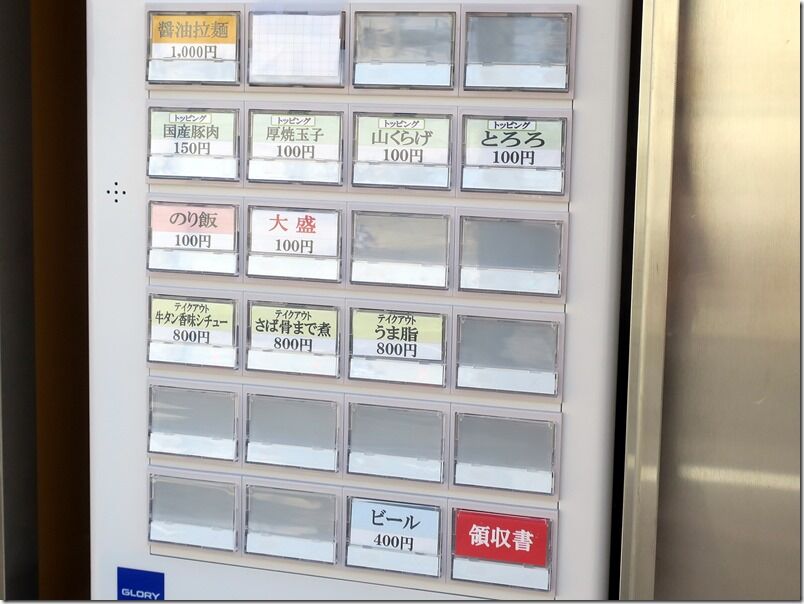 醤油拉麺
1,000円
トッピング
国産豚肉
150円
トッピング
厚焼玉子
100円
トッピング
山くらげ
100円
トッピング
とろろ
100円
のり飯
100円
大盛
100円
テイクアウト
牛タン香味シチュー
800円
テイクアウト
さば骨まで煮
800円
テイクアウト
うま脂
800円
ビール
400円
領収書
GLORY